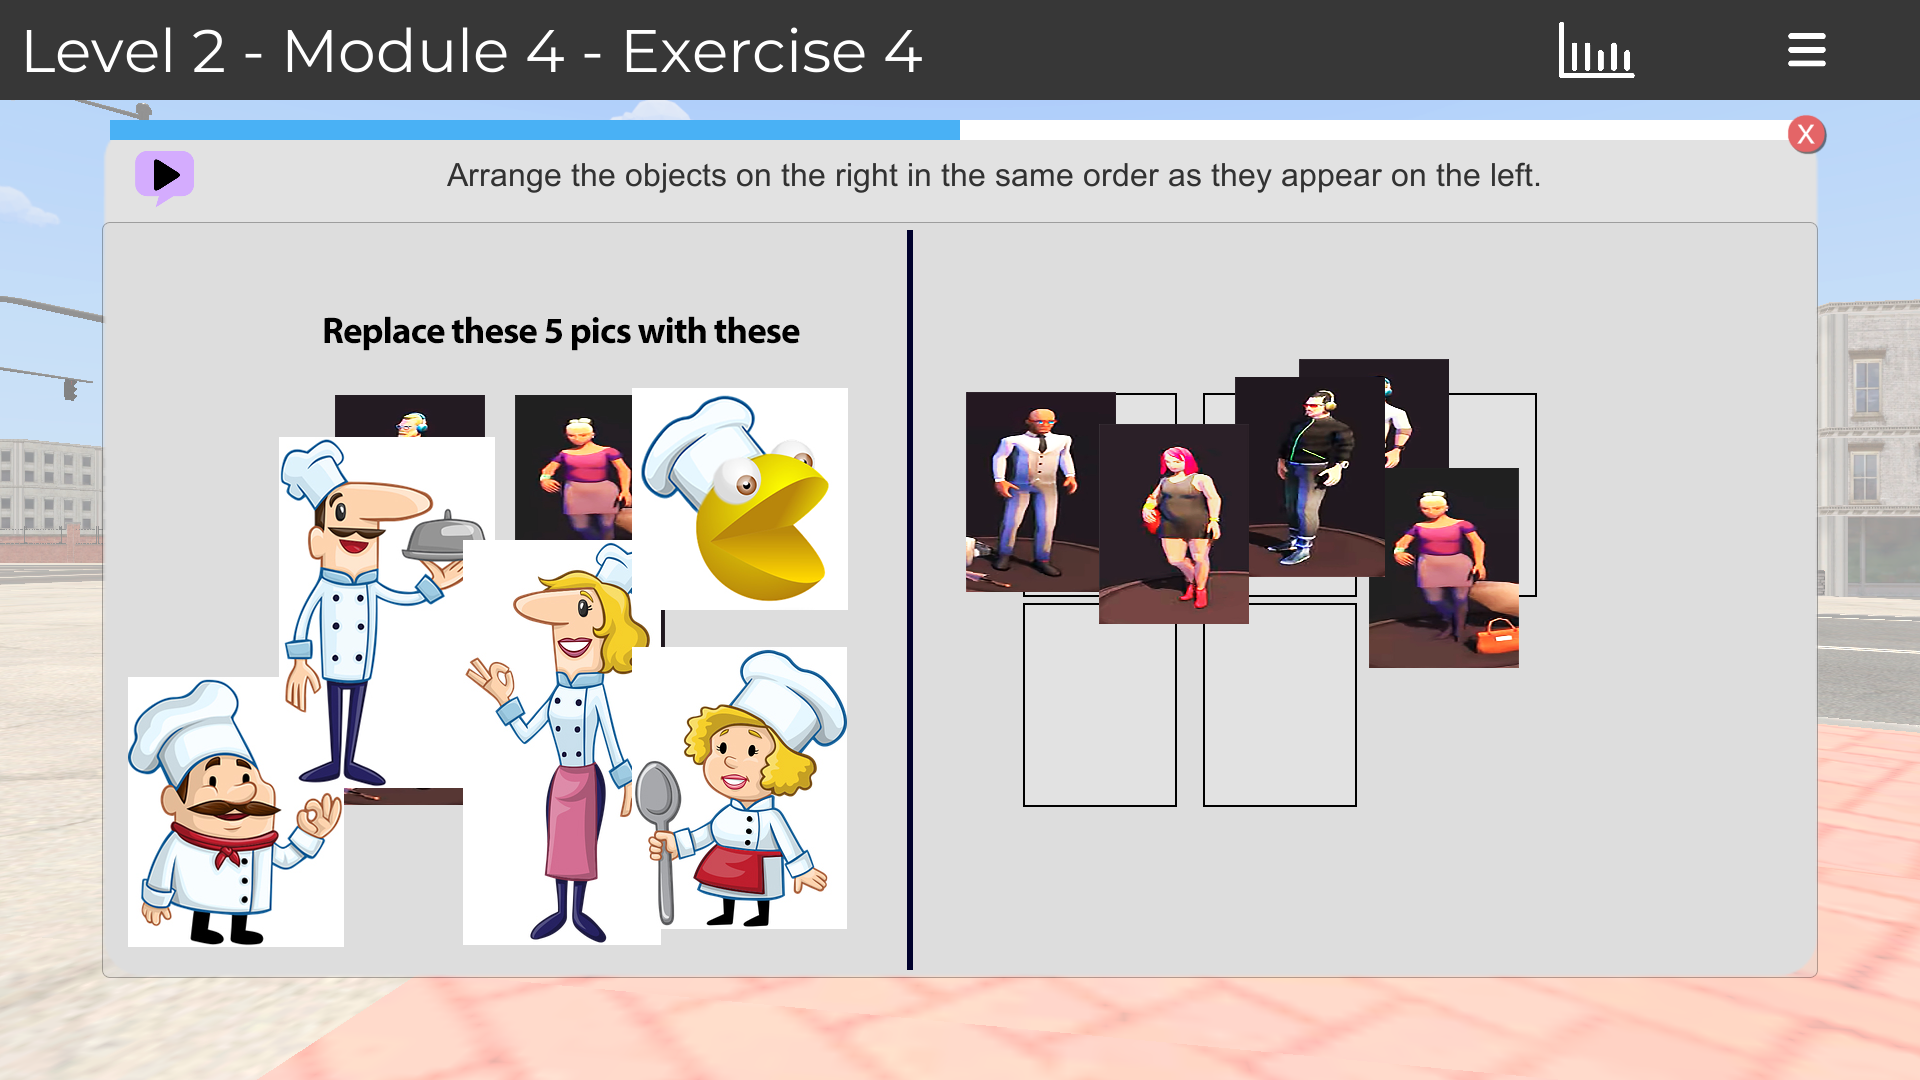 Level 2 - Module 4 - Exercise 4
X
Arrange the objects on the right in the same order as they appear on the left.
Replace these 5 pics with these